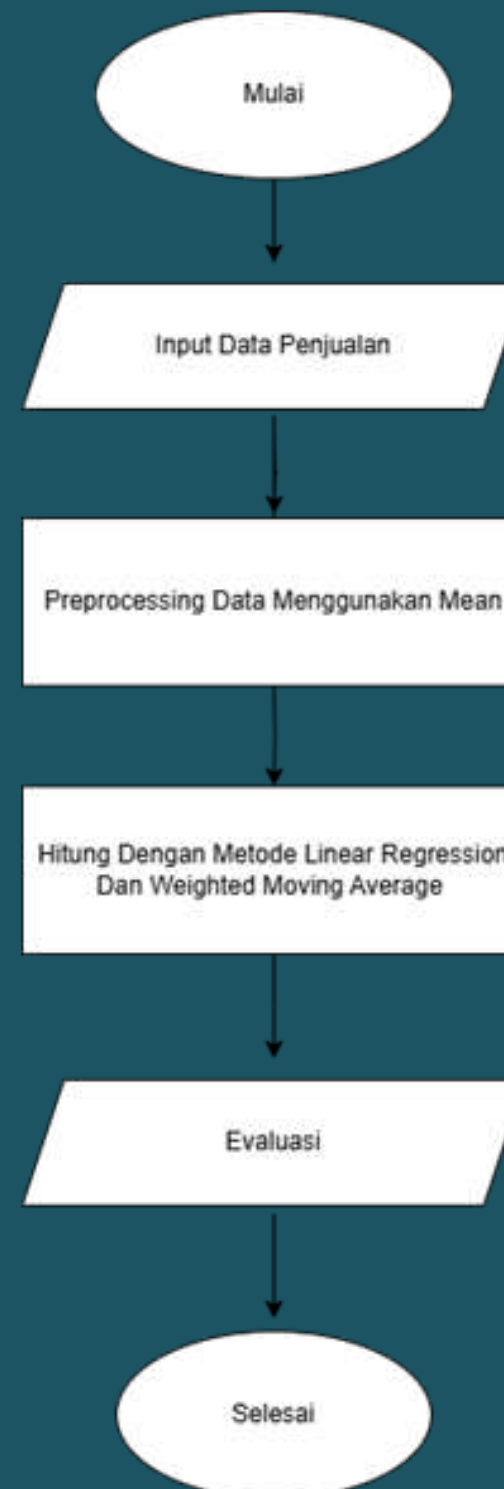 Mulai
Input Data Penjualan
Preprocessing Data Menggunakan Mean
Hitung Dengan Metode Linear Regression
Dan Weighted Moving Average
Evaluasi
Selesai